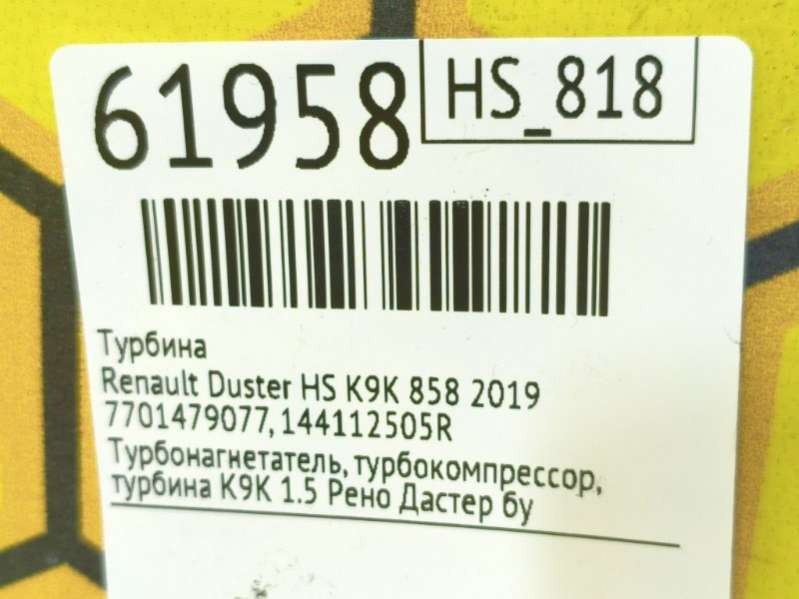 61958
HS_818
Турбина
Renault Duster HS K9K 858 2019
7701479077, 144112505R
Турбонагнетатель, турбокомпрессор,
турбина K9K 1.5 Рено Дастер бу